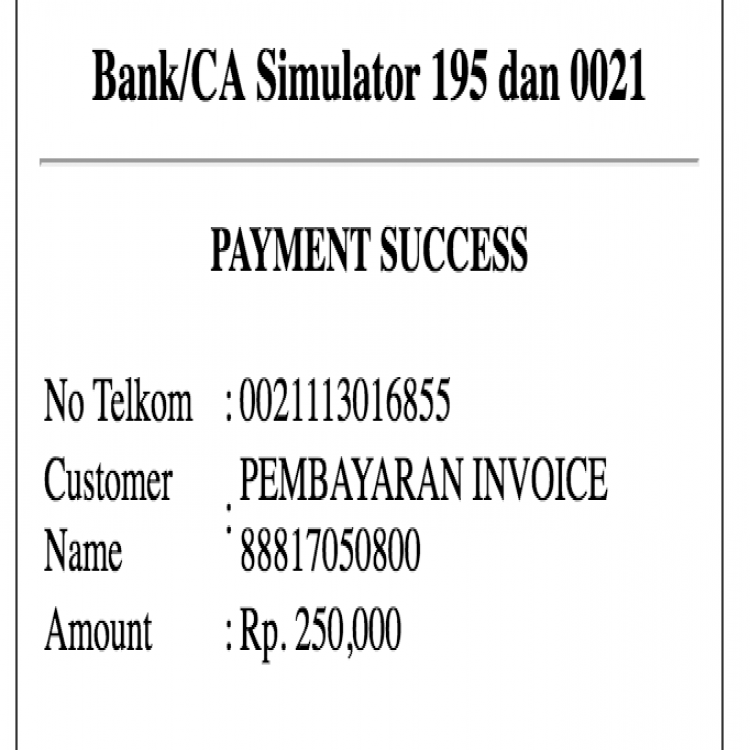 Bank/CA Simulator 195 dan 0021
PAYMENT SUCCESS
No Telkom : 0021113016855
Customer Name : PEMBAYARAN INVOICE
88817050800
Amount : Rp. 250,000